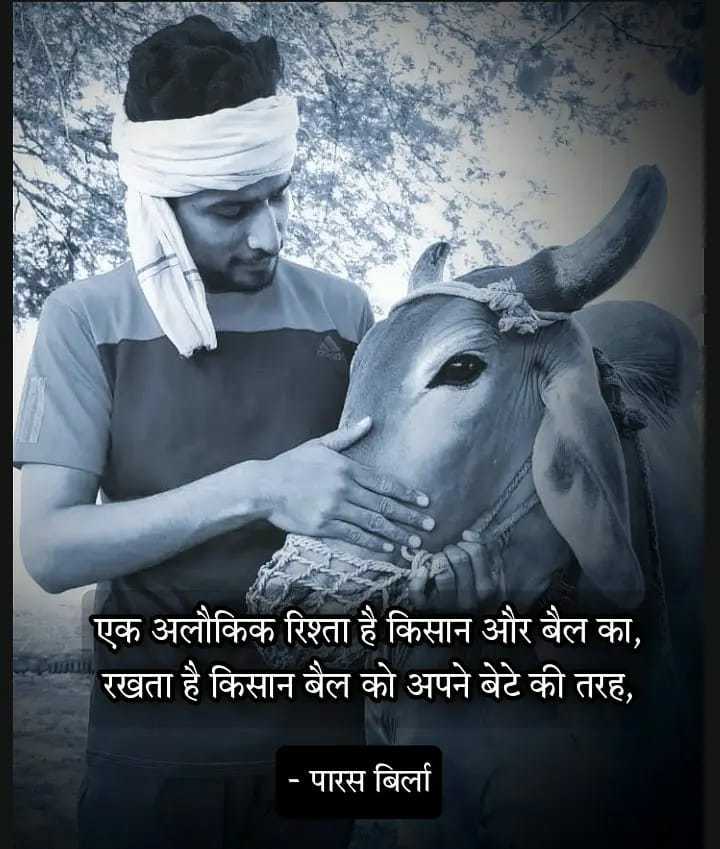 एक अलौकिक रिश्ता है किसान और बैल का,
रखता है किसान बैल को अपने बेटे की तरह,
- पारस बिर्ला